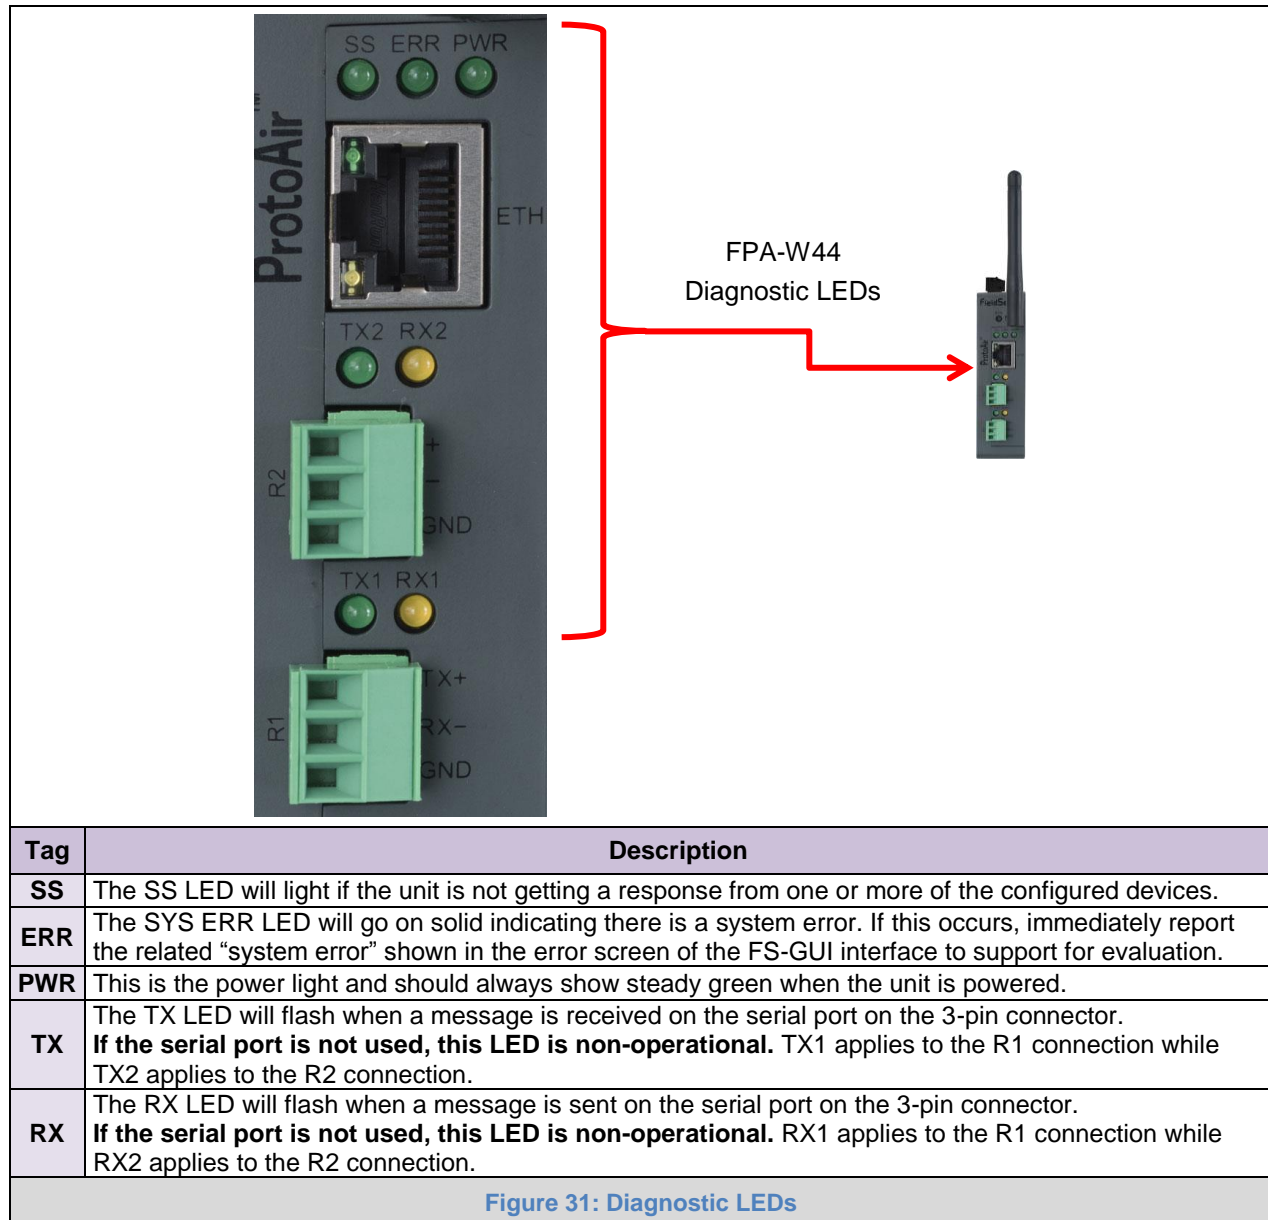 SS ERR PWR
ProtoAir™
ETH
TX2 RX2
R2
+
-
GND
TX1 RX1
R1
TX+
RX-
GND
FPA-W44
Diagnostic LEDs
ProtoAir
Tag Description
SS The SS LED will light if the unit is not getting a response from one or more of the configured devices.
ERR The SYS ERR LED will go on solid indicating there is a system error. If this occurs, immediately report
the related “system error” shown in the error screen of the FS-GUI interface to support for evaluation.
PWR This is the power light and should always show steady green when the unit is powered.
TX The TX LED will flash when a message is received on the serial port on the 3-pin connector.
If the serial port is not used, this LED is non-operational. TX1 applies to the R1 connection while
TX2 applies to the R2 connection.
RX The RX LED will flash when a message is sent on the serial port on the 3-pin connector.
If the serial port is not used, this LED is non-operational. RX1 applies to the R1 connection while
RX2 applies to the R2 connection.
Figure 31: Diagnostic LEDs